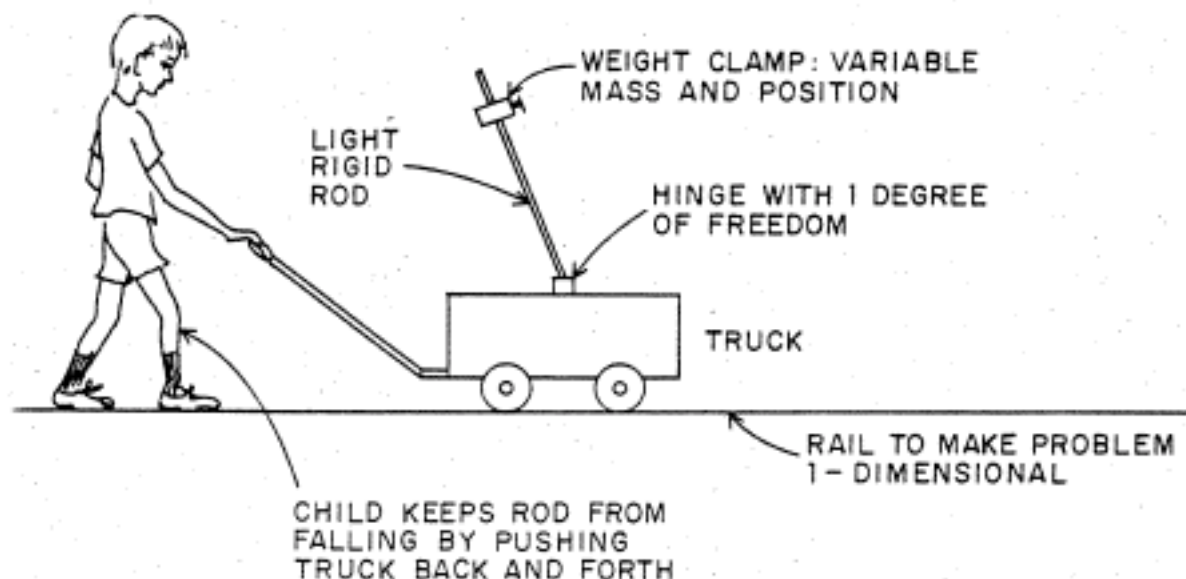 WEIGHT CLAMP: VARIABLE
MASS AND POSITION
LIGHT
RIGID
ROD
HINGE WITH 1 DEGREE
OF FREEDOM
TRUCK
RAIL TO MAKE PROBLEM
1-DIMENSIONAL
CHILD KEEPS ROD FROM
FALLING BY PUSHING
TRUCK BACK AND FORTH